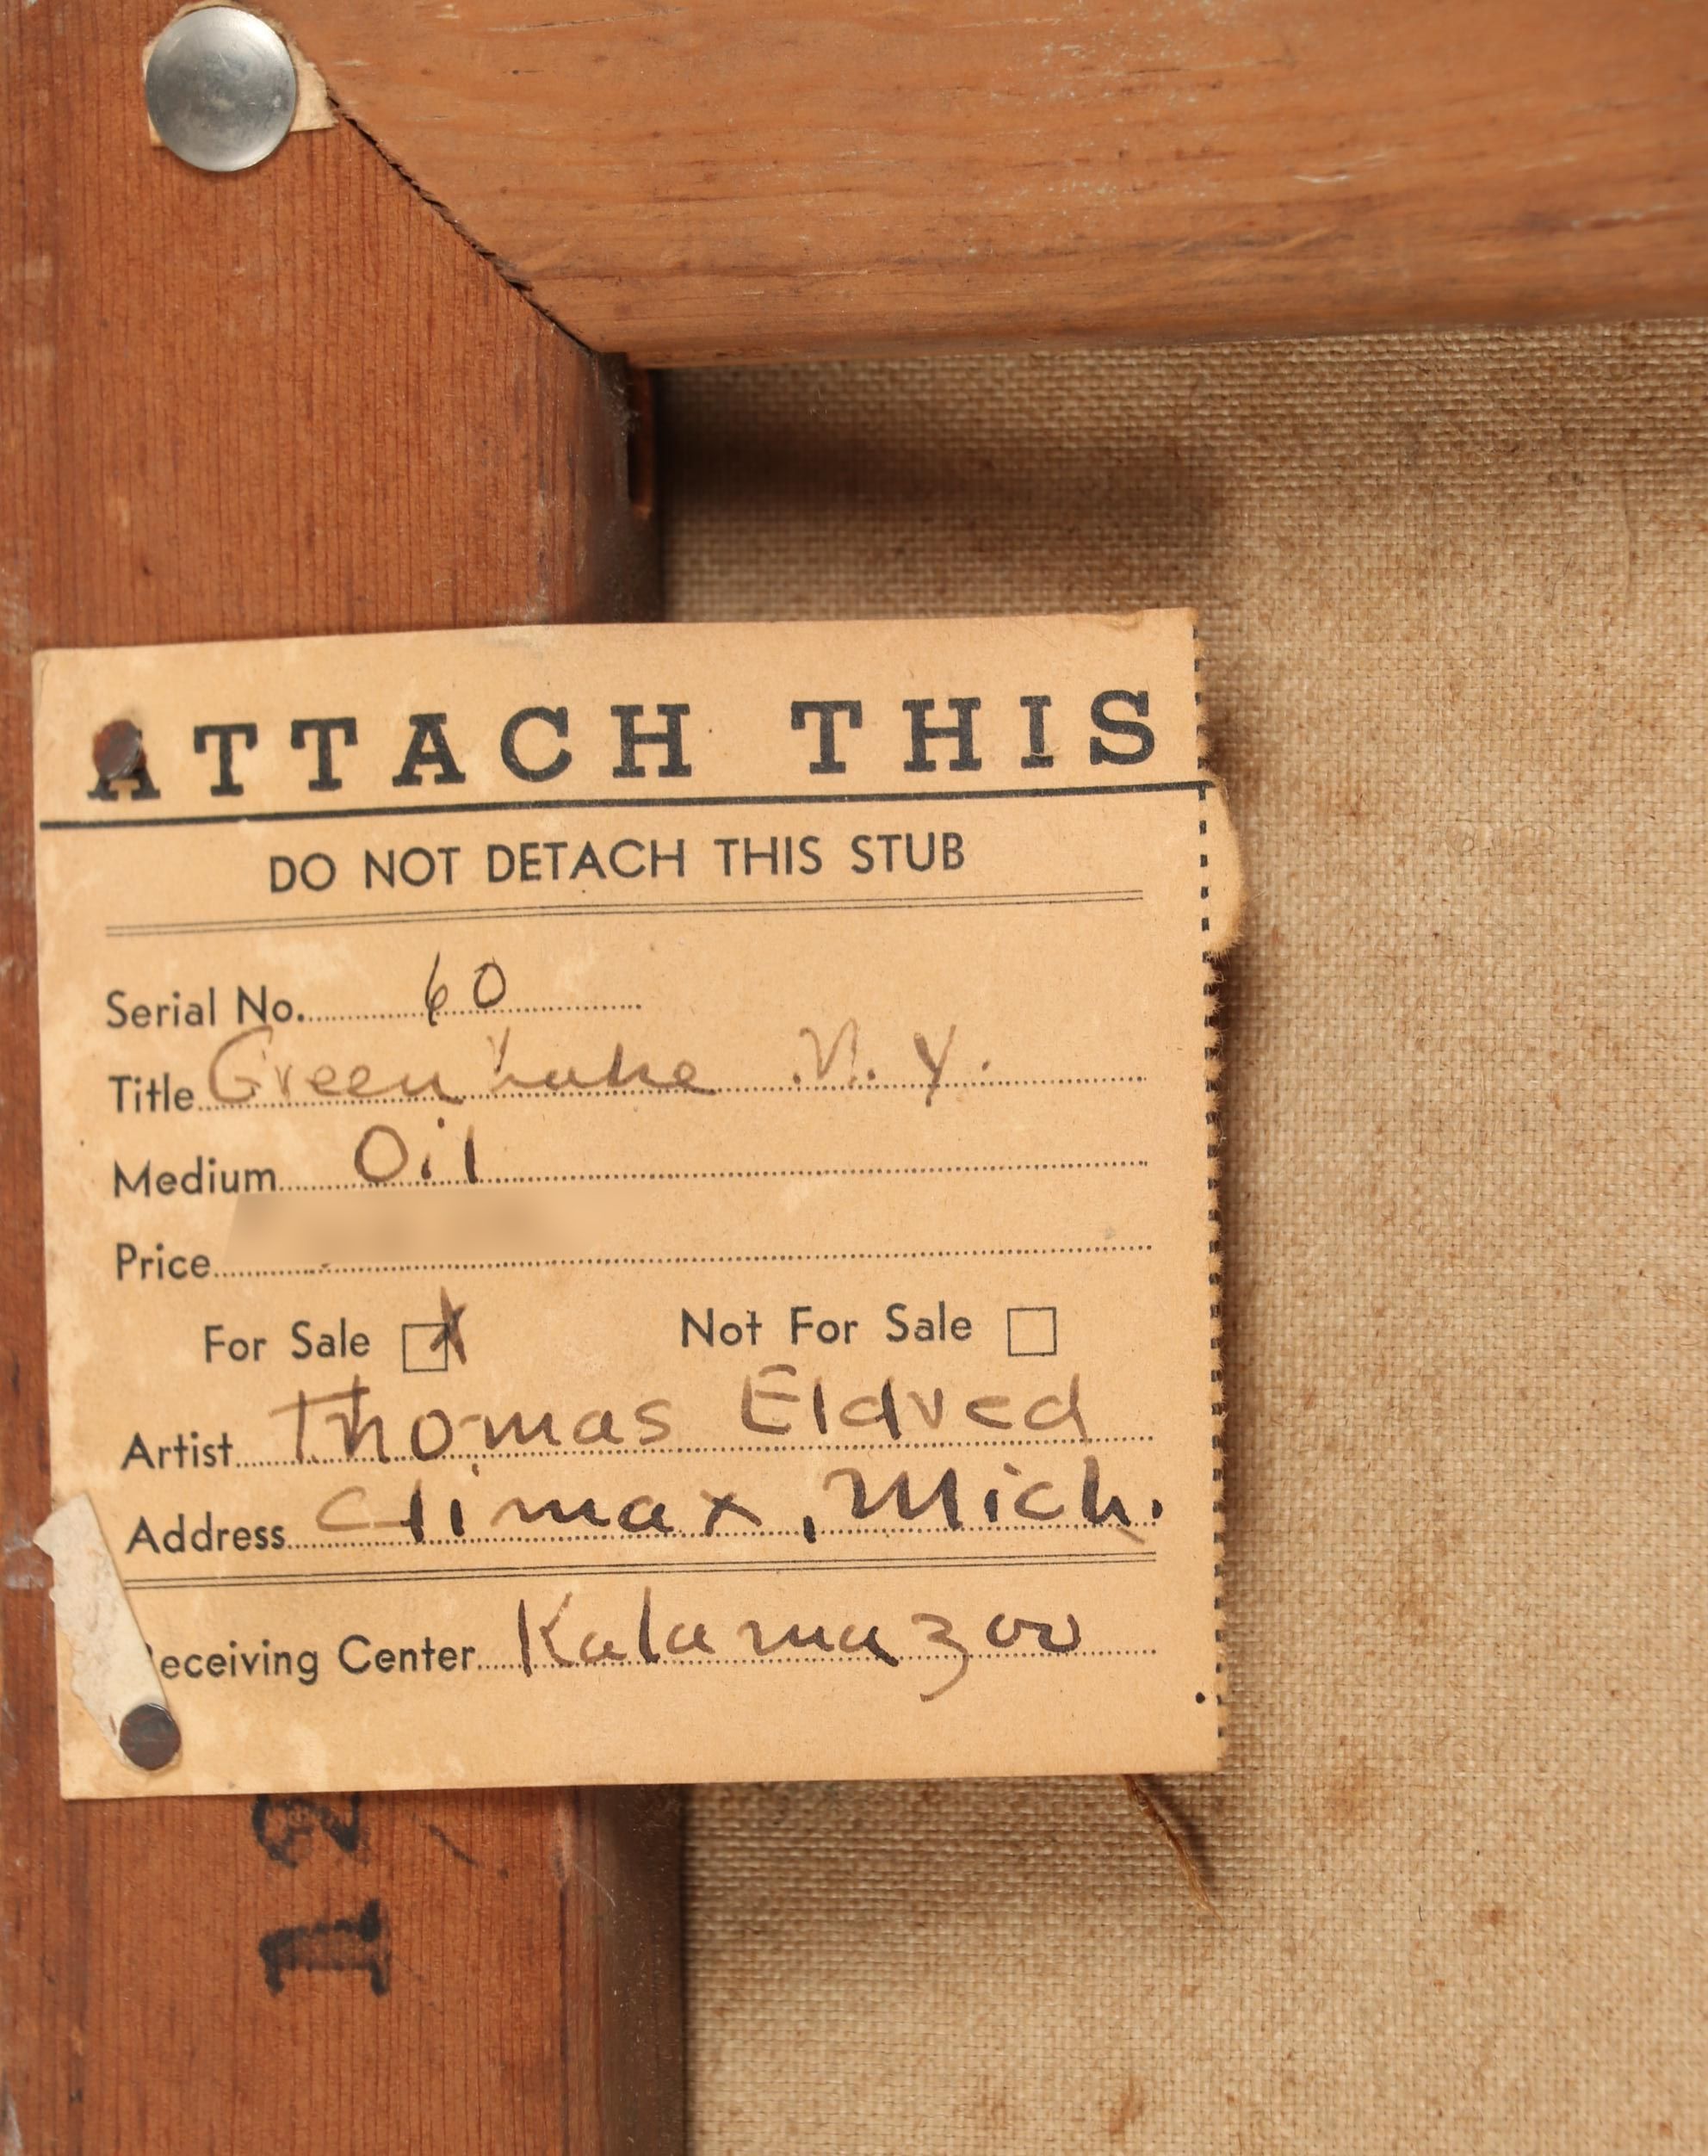 ATTACH THIS
DO NOT DETACH THIS STUB
Serial No. 60
Title Green Lake N.Y.
Medium Oil
Price
For Sale X Not For Sale
Artist Thomas Eldred
Address Climax, Mich.
Receiving Center Kalamazoo
12